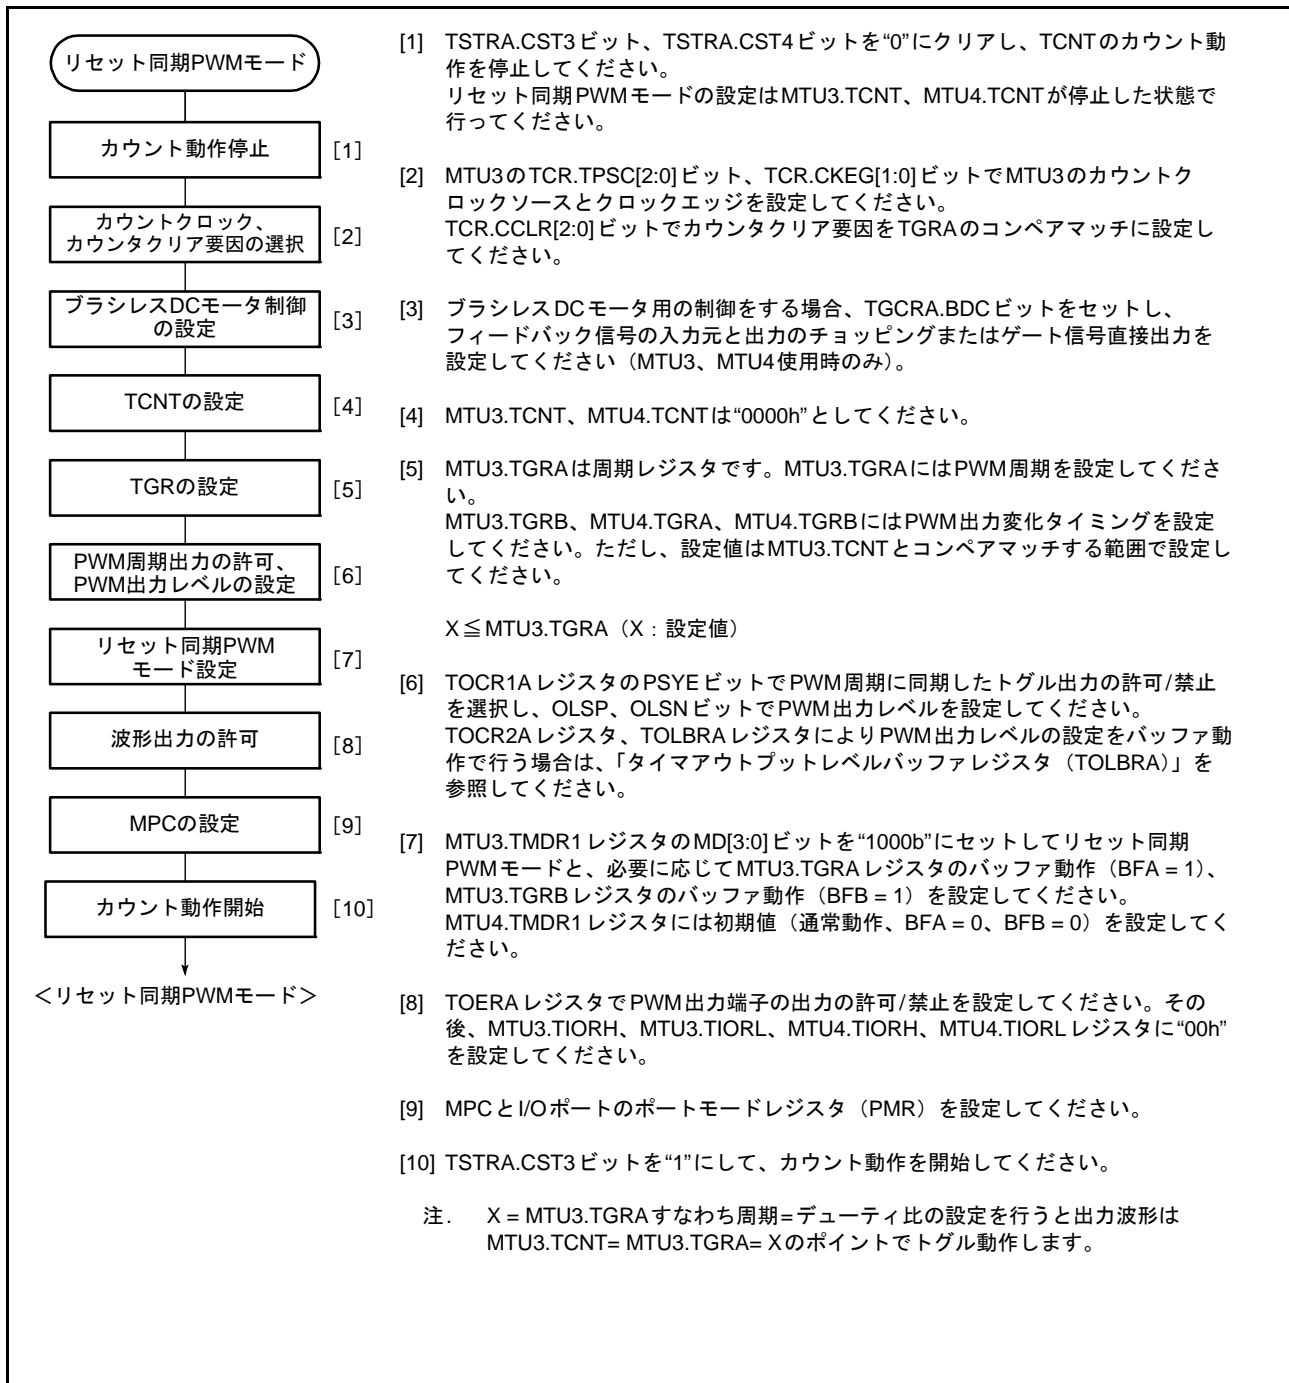 リセット同期PWMモード
カウント動作停止
[1]
カウントクロック、
カウンタクリア要因の選択
[2]
ブラシレスDCモータ制御
の設定
[3]
TCNTの設定
[4]
TGRの設定
[5]
PWM周期出力の許可、
PWM出力レベルの設定
[6]
リセット同期PWM
モード設定
[7]
波形出力の許可
[8]
MPCの設定
[9]
カウント動作開始
[10]
＜リセット同期PWMモード＞
[1] TSTRA.CST3ビット、TSTRA.CST4ビットを“0”にクリアし、TCNTのカウント動
作を停止してください。
リセット同期PWMモードの設定はMTU3.TCNT、MTU4.TCNTが停止した状態で
行ってください。
[2] MTU3のTCR.TPSC[2:0]ビット、TCR.CKEG[1:0]ビットでMTU3のカウントク
ロックソースとクロックエッジを設定してください。
TCR.CCLR[2:0]ビットでカウンタクリア要因をTGRAのコンペアマッチに設定し
てください。
[3] ブラシレスDCモータ用の制御をする場合、TGCRA.BDCビットをセットし、
フィードバック信号の入力元と出力のチョッピングまたはゲート信号直接出力を
設定してください（MTU3、MTU4使用時のみ）。
[4] MTU3.TCNT、MTU4.TCNTは“0000h”としてください。
[5] MTU3.TGRAは周期レジスタです。MTU3.TGRAにはPWM周期を設定してくださ
い。
MTU3.TGRB、MTU4.TGRA、MTU4.TGRBにはPWM出力変化タイミングを設定
してください。ただし、設定値はMTU3.TCNTとコンペアマッチする範囲で設定し
てください。
X≦MTU3.TGRA（X：設定値）
[6] TOCR1AレジスタのPSYEビットでPWM周期に同期したトグル出力の許可/禁止
を選択し、OLSP、OLSNビットでPWM出力レベルを設定してください。
TOCR2Aレジスタ、TOLBRAレジスタによりPWM出力レベルの設定をバッファ動
作で行う場合は、「タイマアウトプットレベルバッファレジスタ（TOLBRA）」を
参照してください。
[7] MTU3.TMDR1レジスタのMD[3:0]ビットを“1000b”にセットしてリセット同期
PWMモードと、必要に応じてMTU3.TGRAレジスタのバッファ動作（BFA = 1）、
MTU3.TGRBレジスタのバッファ動作（BFB = 1）を設定してください。
MTU4.TMDR1レジスタには初期値（通常動作、BFA = 0、BFB = 0）を設定してく
ださい。
[8] TOERAレジスタでPWM出力端子の出力の許可/禁止を設定してください。その
後、MTU3.TIORH、MTU3.TIORL、MTU4.TIORH、MTU4.TIORLレジスタに“00h”
を設定してください。
[9] MPCとI/Oポートのポートモードレジスタ（PMR）を設定してください。
[10] TSTRA.CST3ビットを“1”にして、カウント動作を開始してください。
注. X = MTU3.TGRAすなわち周期=デューティ比の設定を行うと出力波形は
MTU3.TCNT= MTU3.TGRA= Xのポイントでトグル動作します。